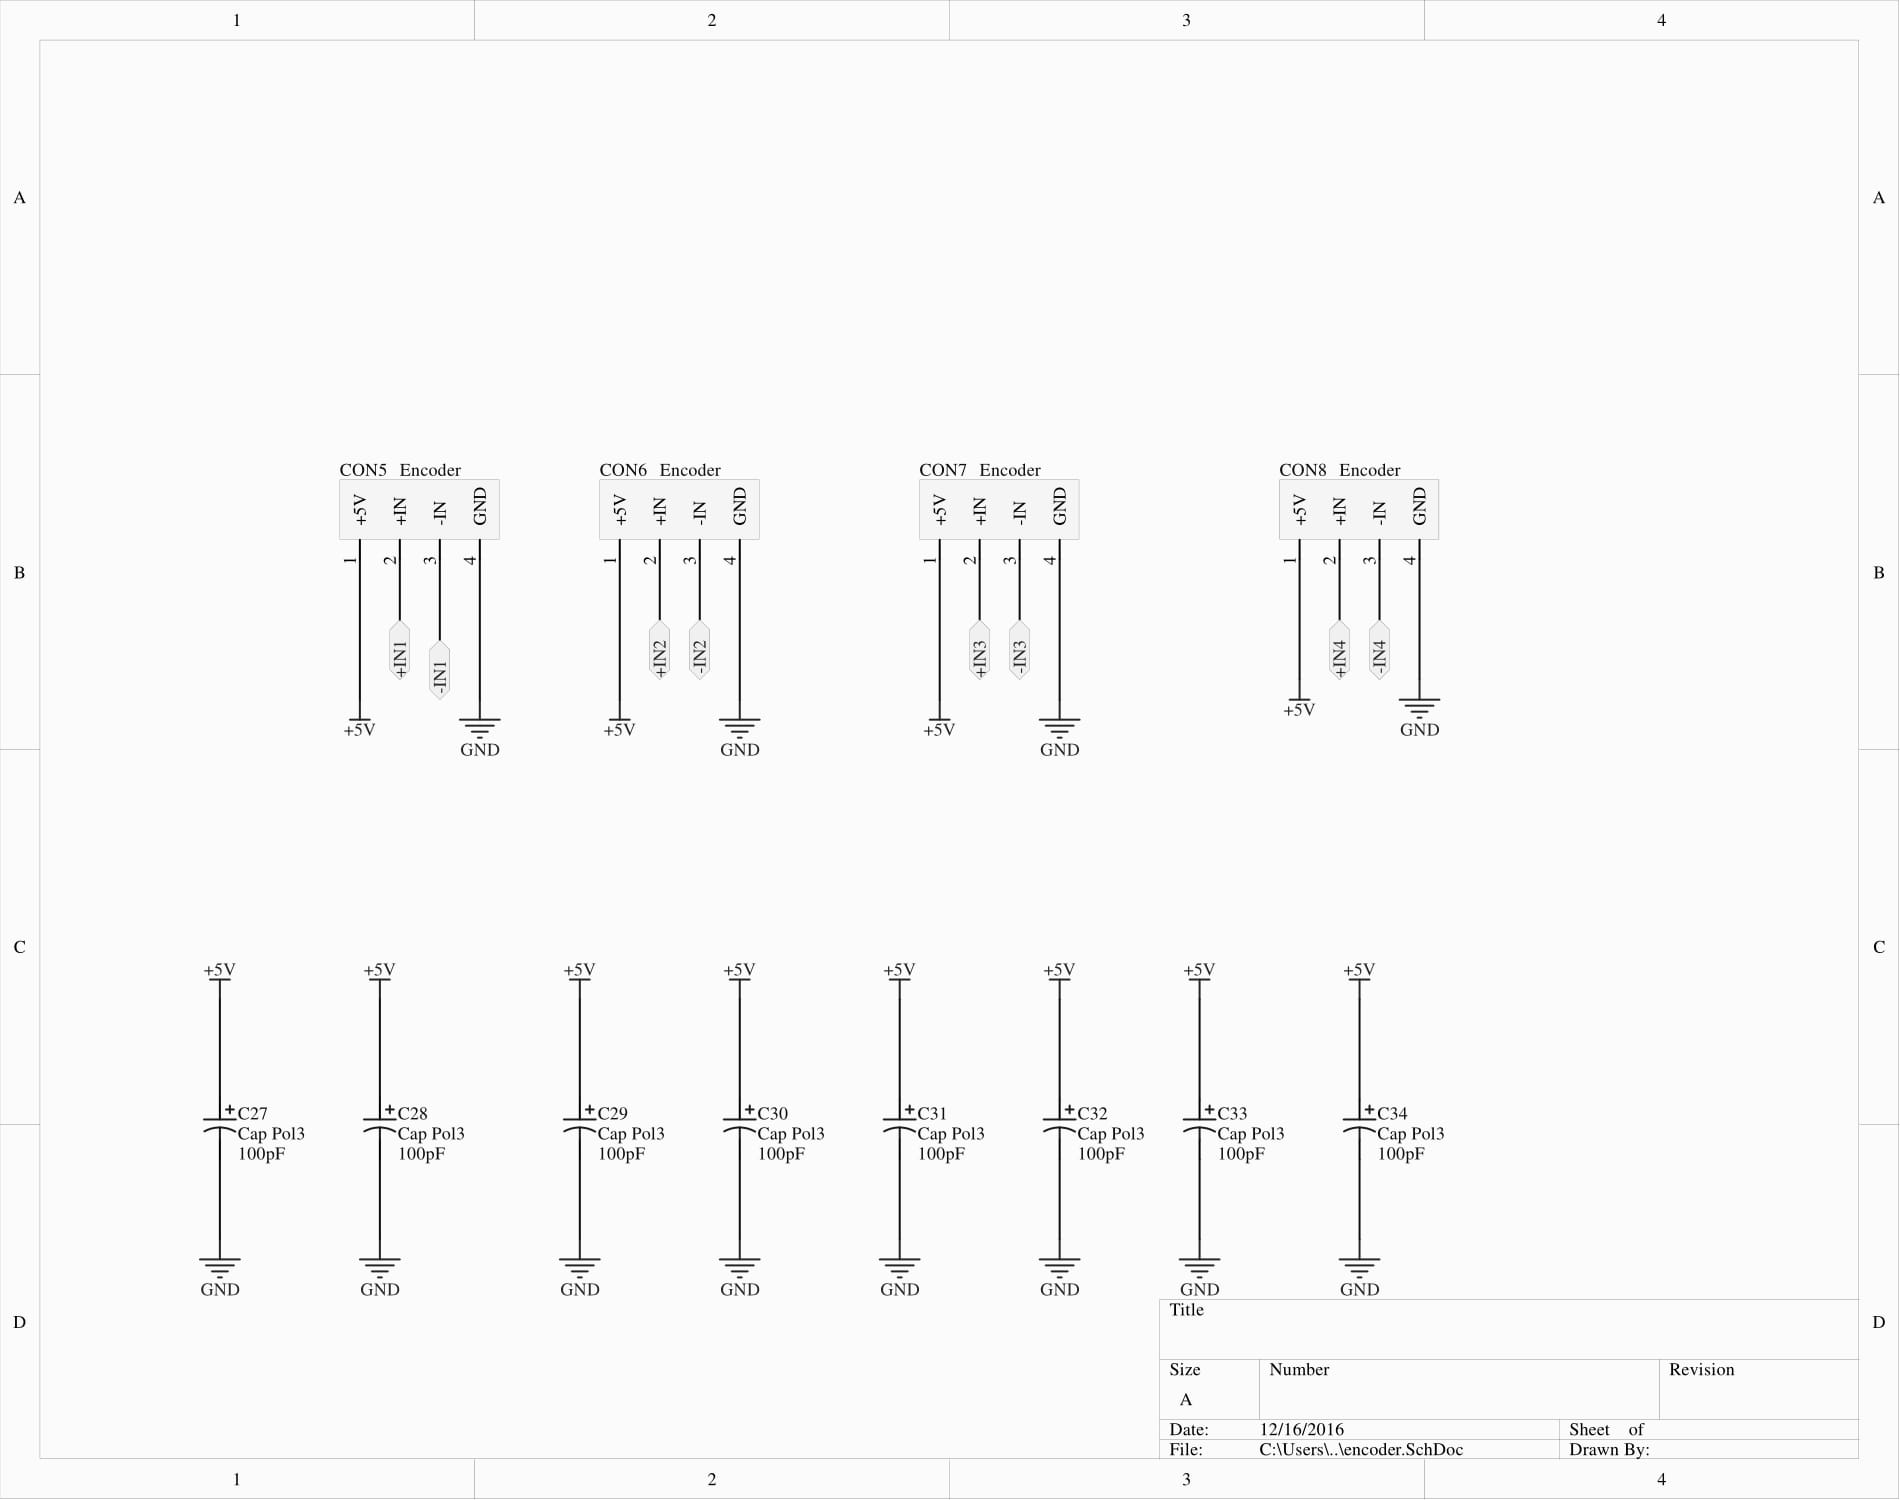 1 2 3 4
A A
CON5 Encoder CON6 Encoder CON7 Encoder CON8 Encoder
+5V +IN -IN GND +5V +IN -IN GND +5V +IN -IN GND +5V +IN -IN GND
1 2 3 4 1 2 3 4 1 2 3 4 1 2 3 4
B B
+IN1 -IN1 +IN2 -IN2 +IN3 -IN3 +IN4 -IN4
+5V GND +5V GND +5V GND +5V GND
C C
+5V +5V +5V +5V +5V +5V +5V +5V
+C27 +C28 +C29 +C30 +C31 +C32 +C33 +C34
Cap Pol3 Cap Pol3 Cap Pol3 Cap Pol3 Cap Pol3 Cap Pol3 Cap Pol3 Cap Pol3
100pF 100pF 100pF 100pF 100pF 100pF 100pF 100pF
GND GND GND GND GND GND GND GND
D D
Title
Size Number Revision
A
Date: 12/16/2016 Sheet of
File: C:\Users\..\encoder.SchDoc Drawn By:
1 2 3 4